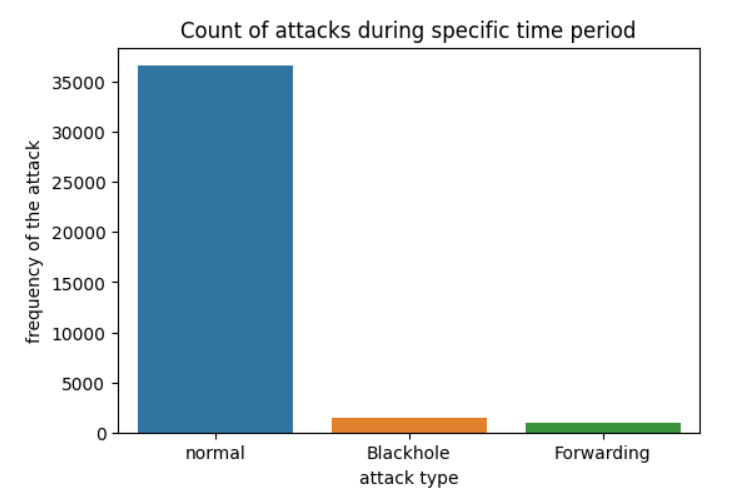 Count of attacks during specific time period
frequency of the attack
35000
30000
25000
20000
15000
10000
5000
0
normal
Blackhole
Forwarding
attack type